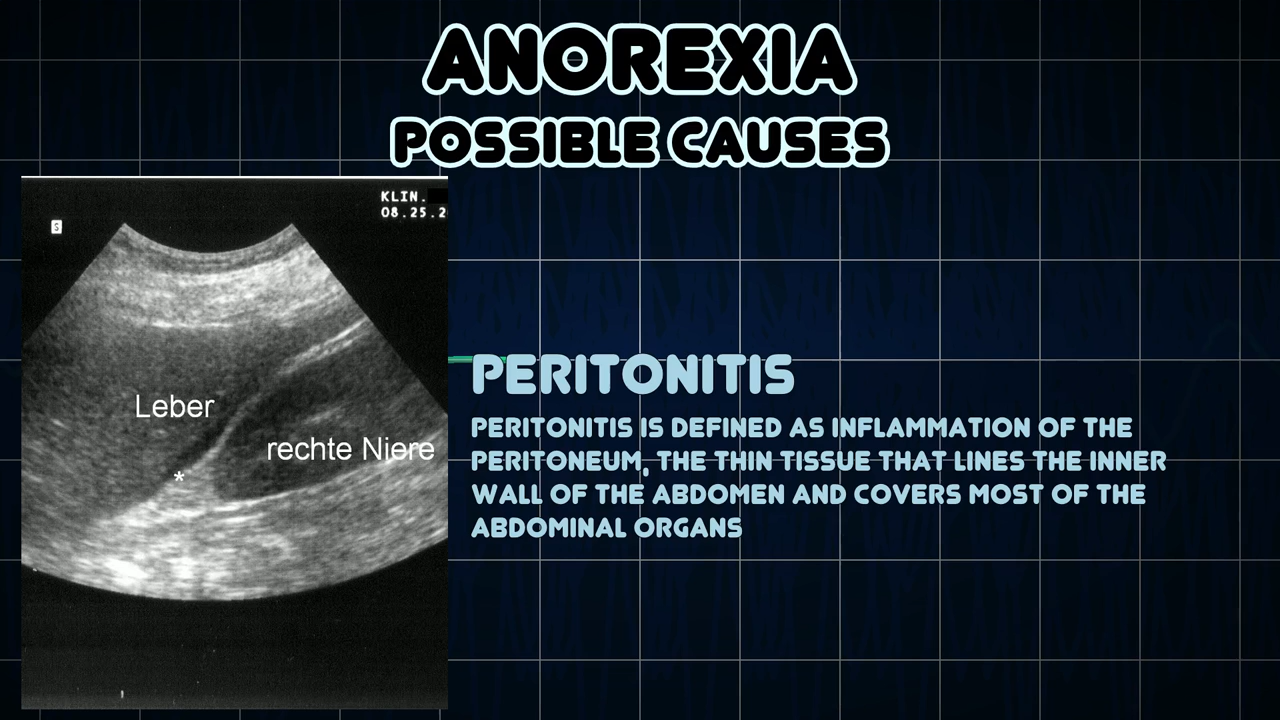 ANOREXIA
POSSIBLE CAUSES
KLIN.
08.25.2
S
Leber
rechte Niere
*
PERITONITIS
PERITONITIS IS DEFINED AS INFLAMMATION OF THE
PERITONEUM, THE THIN TISSUE THAT LINES THE INNER
WALL OF THE ABDOMEN AND COVERS MOST OF THE
ABDOMINAL ORGANS